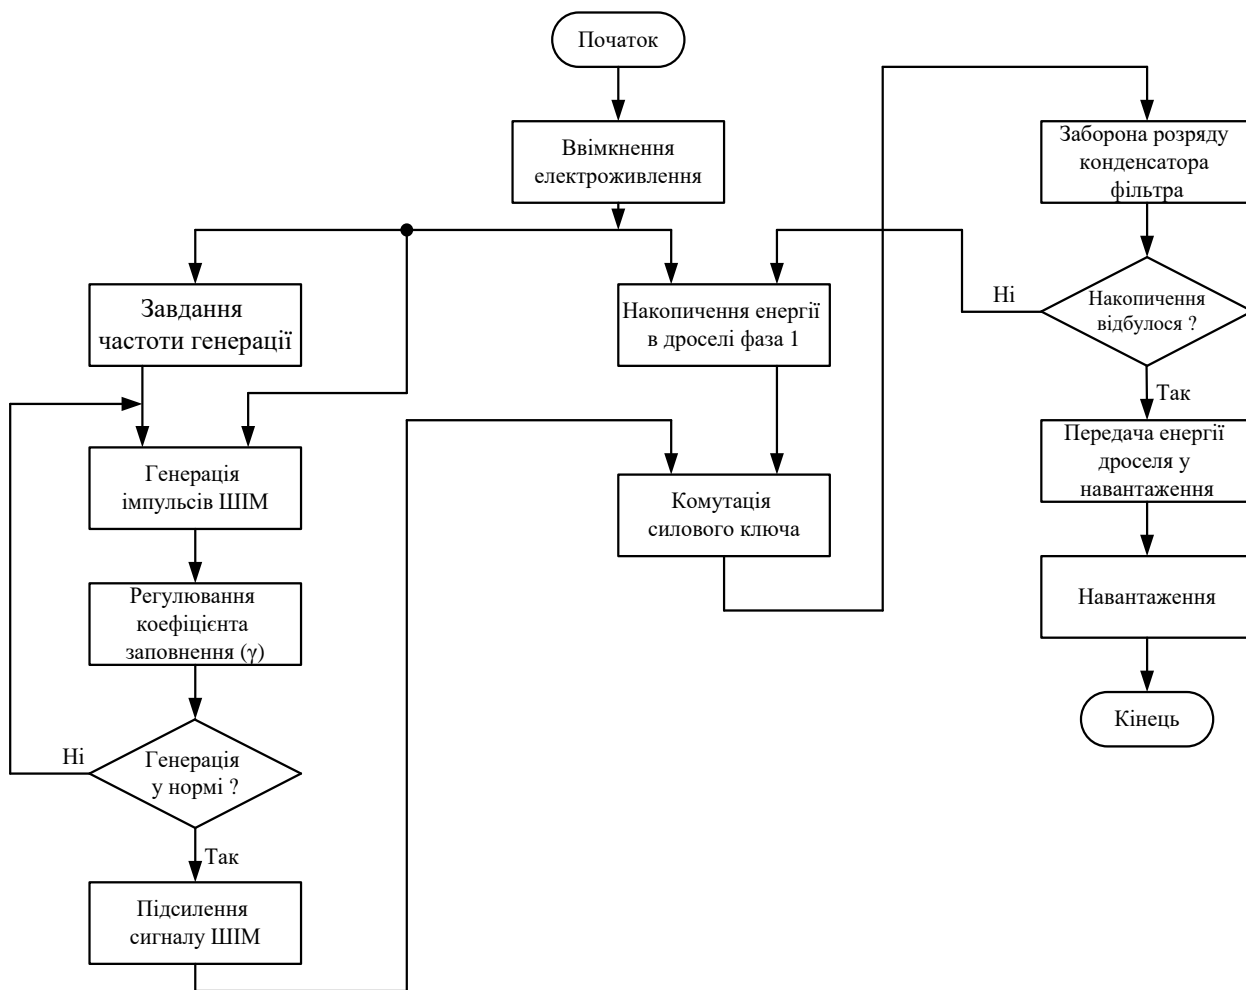 Початок
Ввімкнення
електроживлення
Завдання
частоти генерації
Генерація
імпульсів ШІМ
Регулювання
коефіцієнта
заповнення (γ)
Ні
Генерація
у нормі ?
Так
Підсилення
сигналу ШІМ
Накопичення енергії
в дроселі фаза 1
Комутація
силового ключа
Заборона розряду
конденсатора
фільтра
Ні
Накопичення
відбулося ?
Так
Передача енергії
дроселя у
навантаження
Навантаження
Кінець